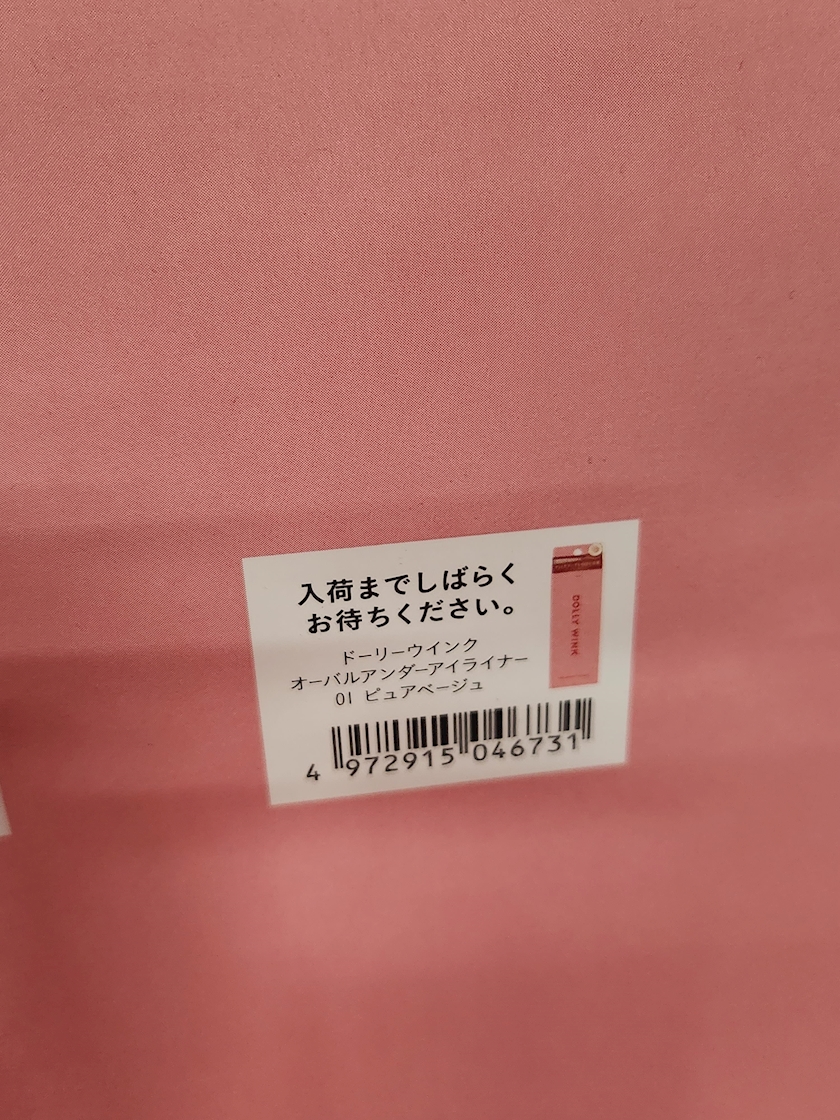 入荷までしばらく
お待ちください。
ドーリーウインク
オーバルアンダーアイライナー
01 ピュアベージュ
DOLLY WINK
4 972915 046731